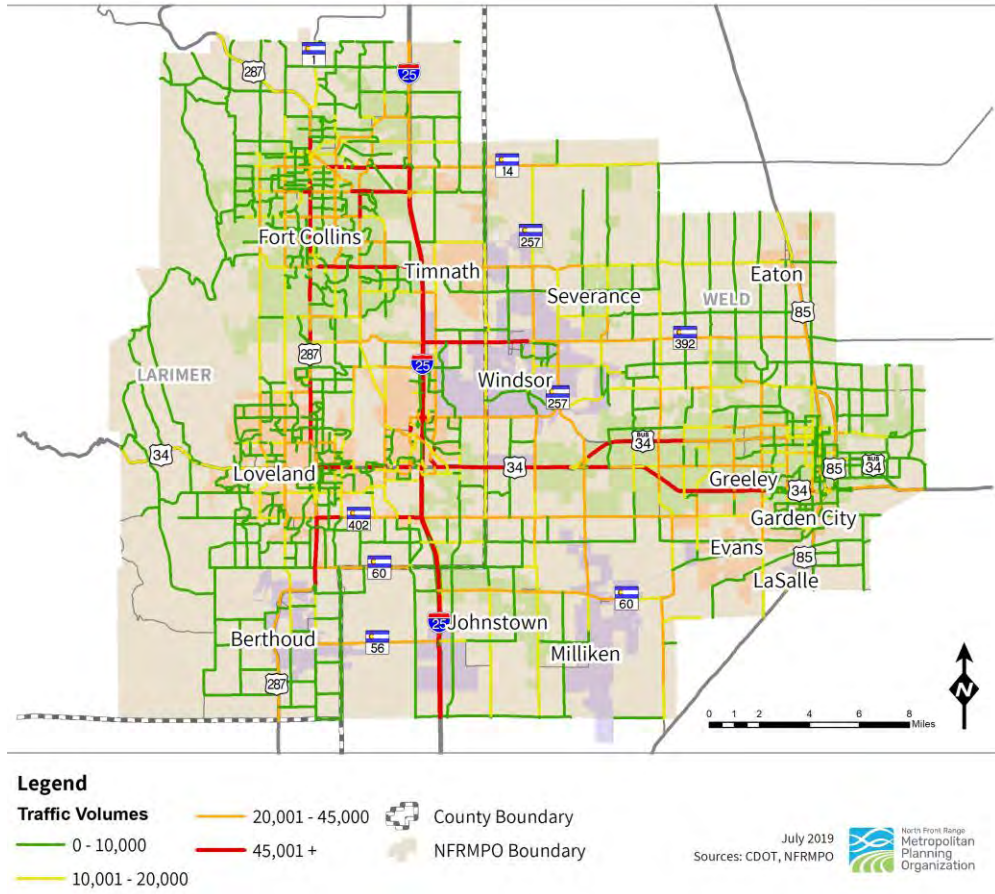 1
287
25
14
Fort Collins
257
Timnath
Eaton
Severance
WELD
85
392
287
LARIMER
25
Windsor
257
BUS
34
34
Loveland
34
Greeley
85
BUS
34
34
402
Garden City
Evans
85
60
LaSalle
60
Johnstown
25
Berthoud
56
Milliken
287
N
0 1 2 4 6 8
Miles
Legend
Traffic Volumes
0 - 10,000
10,001 - 20,000
20,001 - 45,000
45,001 +
County Boundary
NFRMPO Boundary
July 2019
Sources: CDOT, NFRMPO
North Front Range
Metropolitan
Planning
Organization